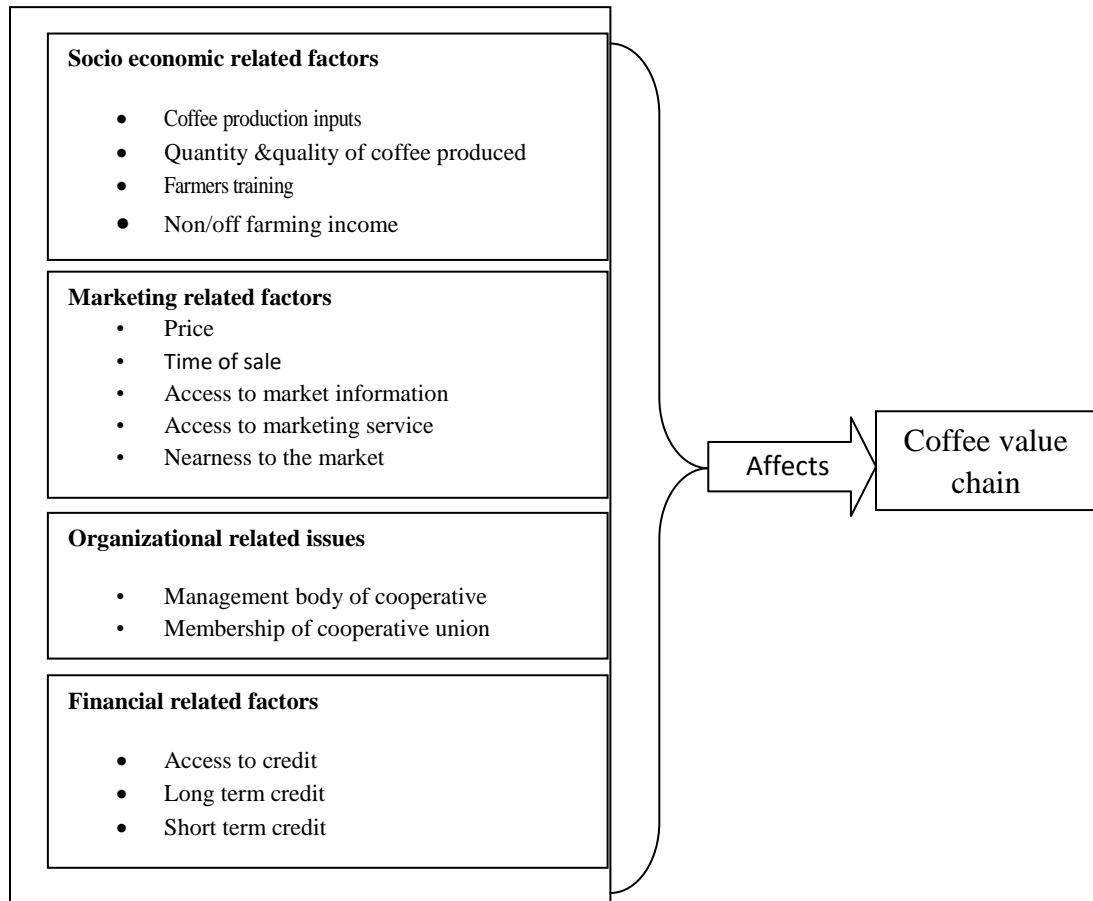 Socio economic related factors
• Coffee production inputs
• Quantity &quality of coffee produced
• Farmers training
• Non/off farming income
Marketing related factors
• Price
• Time of sale
• Access to market information
• Access to marketing service
• Nearness to the market
Organizational related issues
• Management body of cooperative
• Membership of cooperative union
Financial related factors
• Access to credit
• Long term credit
• Short term credit
Affects
Coffee value
chain